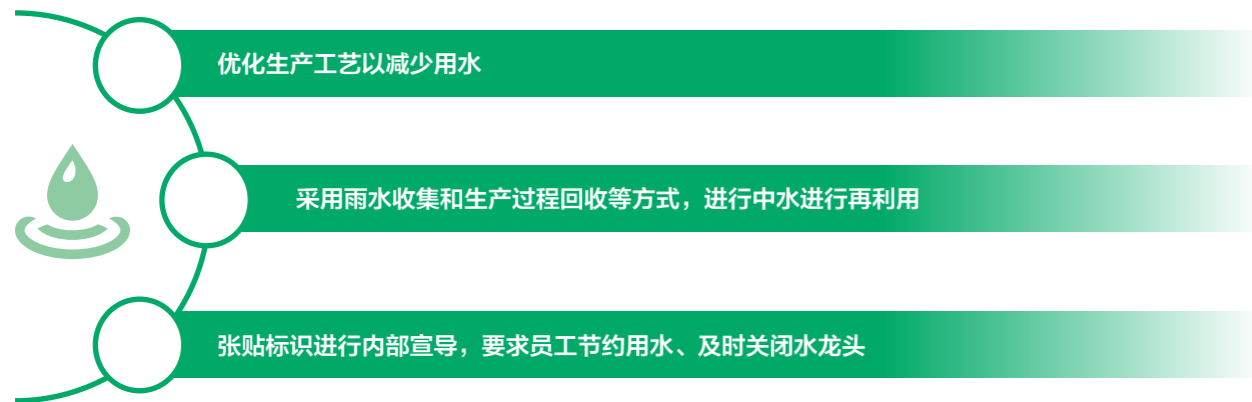 优化生产工艺以减少用水
采用雨水收集和生产过程回收等方式，进行中水进行再利用
张贴标识进行内部宣导，要求员工节约用水、及时关闭水龙头